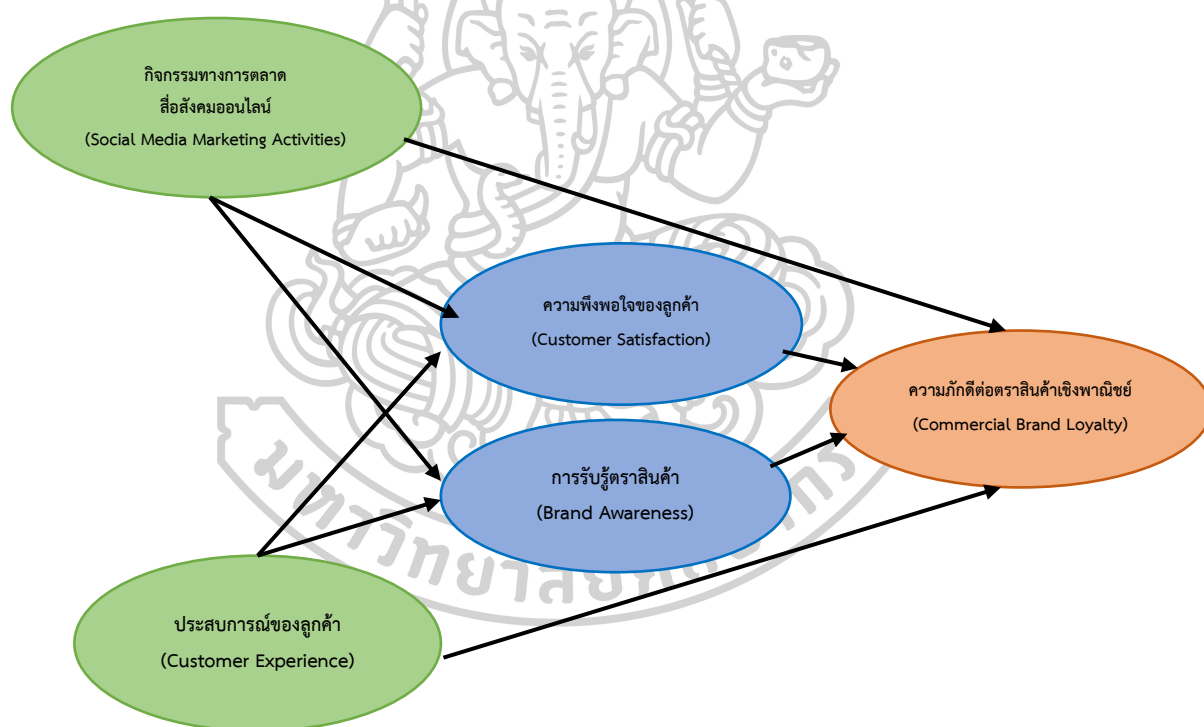 กิจกรรมทางการตลาด
สื่อสังคมออนไลน์
(Social Media Marketing Activities)
ความพึงพอใจของลูกค้า
(Customer Satisfaction)
ความภักดีต่อตราสินค้าเชิงพาณิชย์
(Commercial Brand Loyalty)
การรับรู้ตราสินค้า
(Brand Awareness)
ประสบการณ์ของลูกค้า
(Customer Experience)